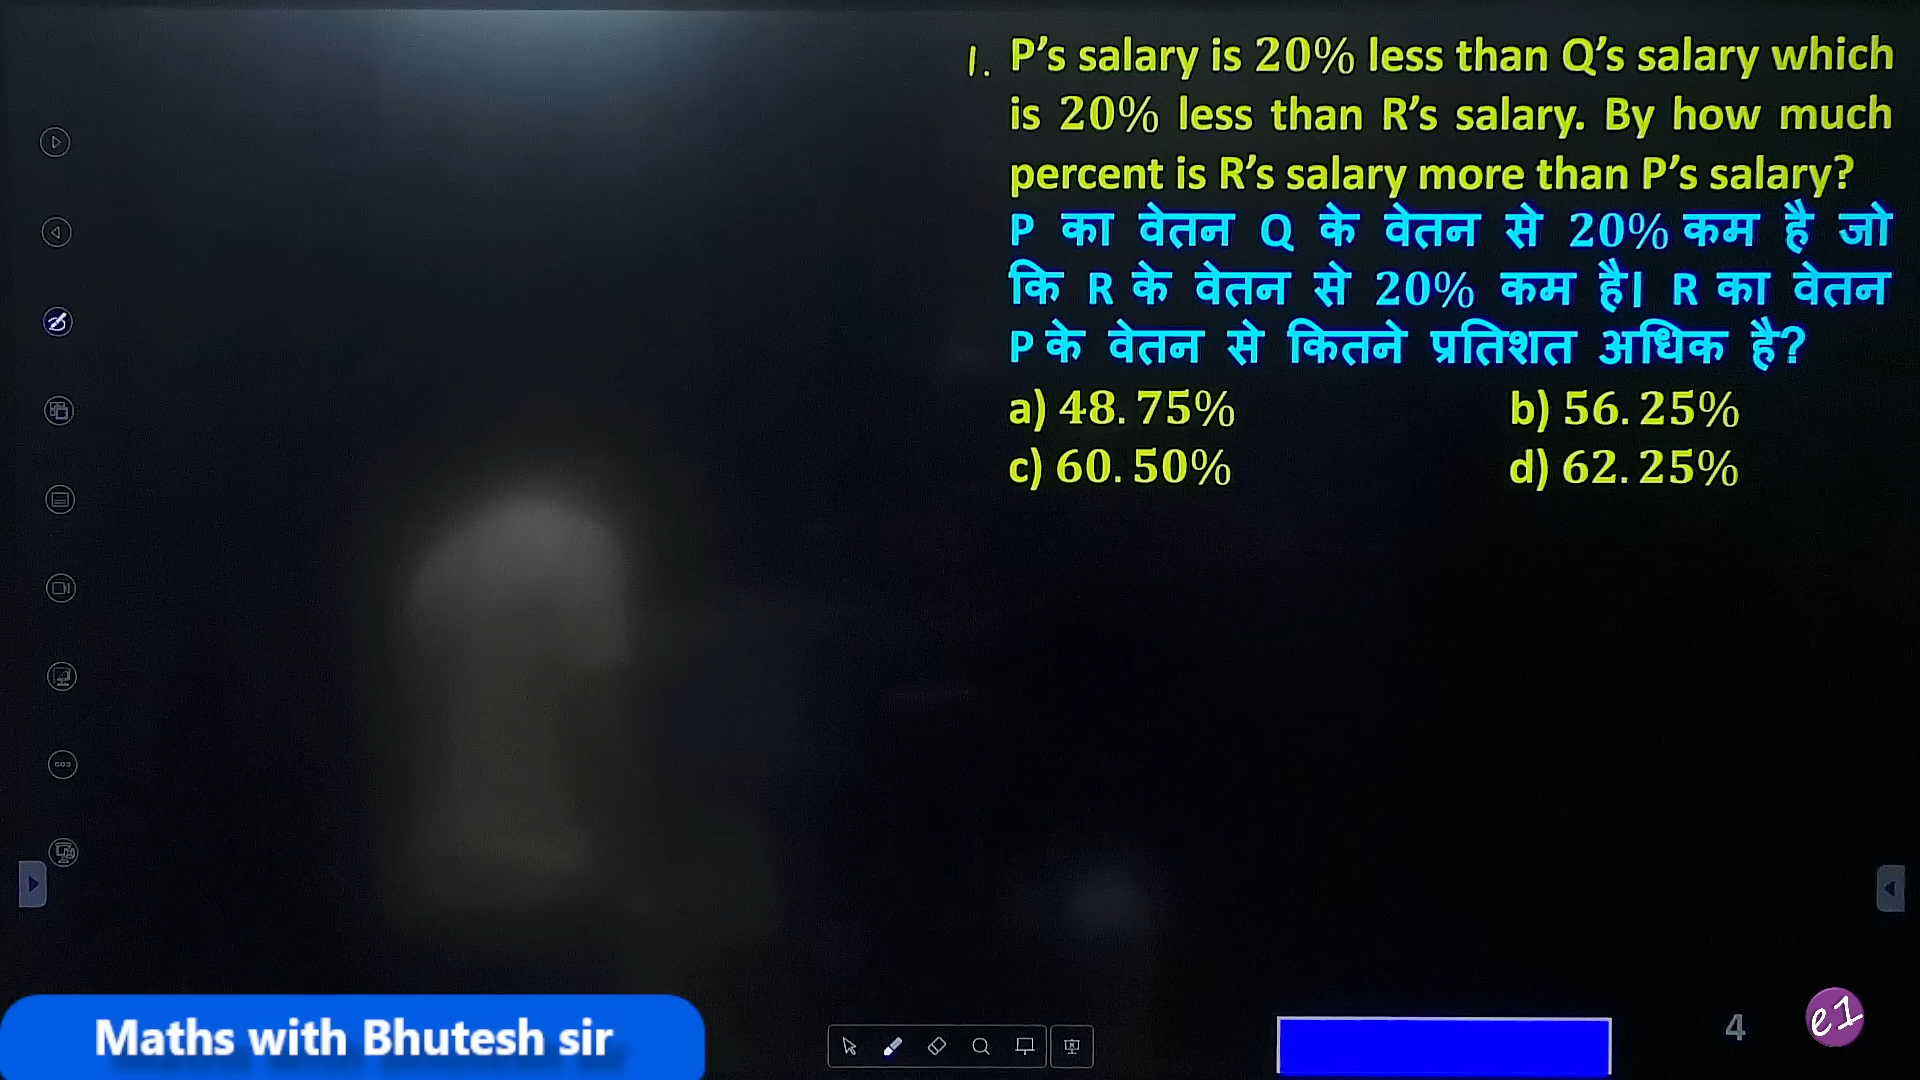 1. P’s salary is 20% less than Q’s salary which
is 20% less than R’s salary. By how much
percent is R’s salary more than P’s salary?
P का वेतन Q के वेतन से 20% कम है जो
कि R के वेतन से 20% कम है। R का वेतन
P के वेतन से कितने प्रतिशत अधिक है?
a) 48.75% b) 56.25%
c) 60.50% d) 62.25%
Maths with Bhutesh sir
4
e1